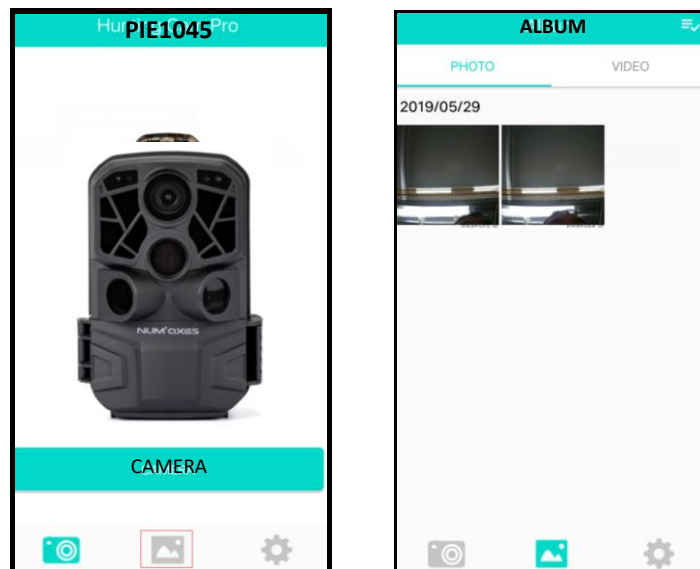 PIE1045
NUM'axes
CAMERA
ALBUM
PHOTO
VIDEO
2019/05/29